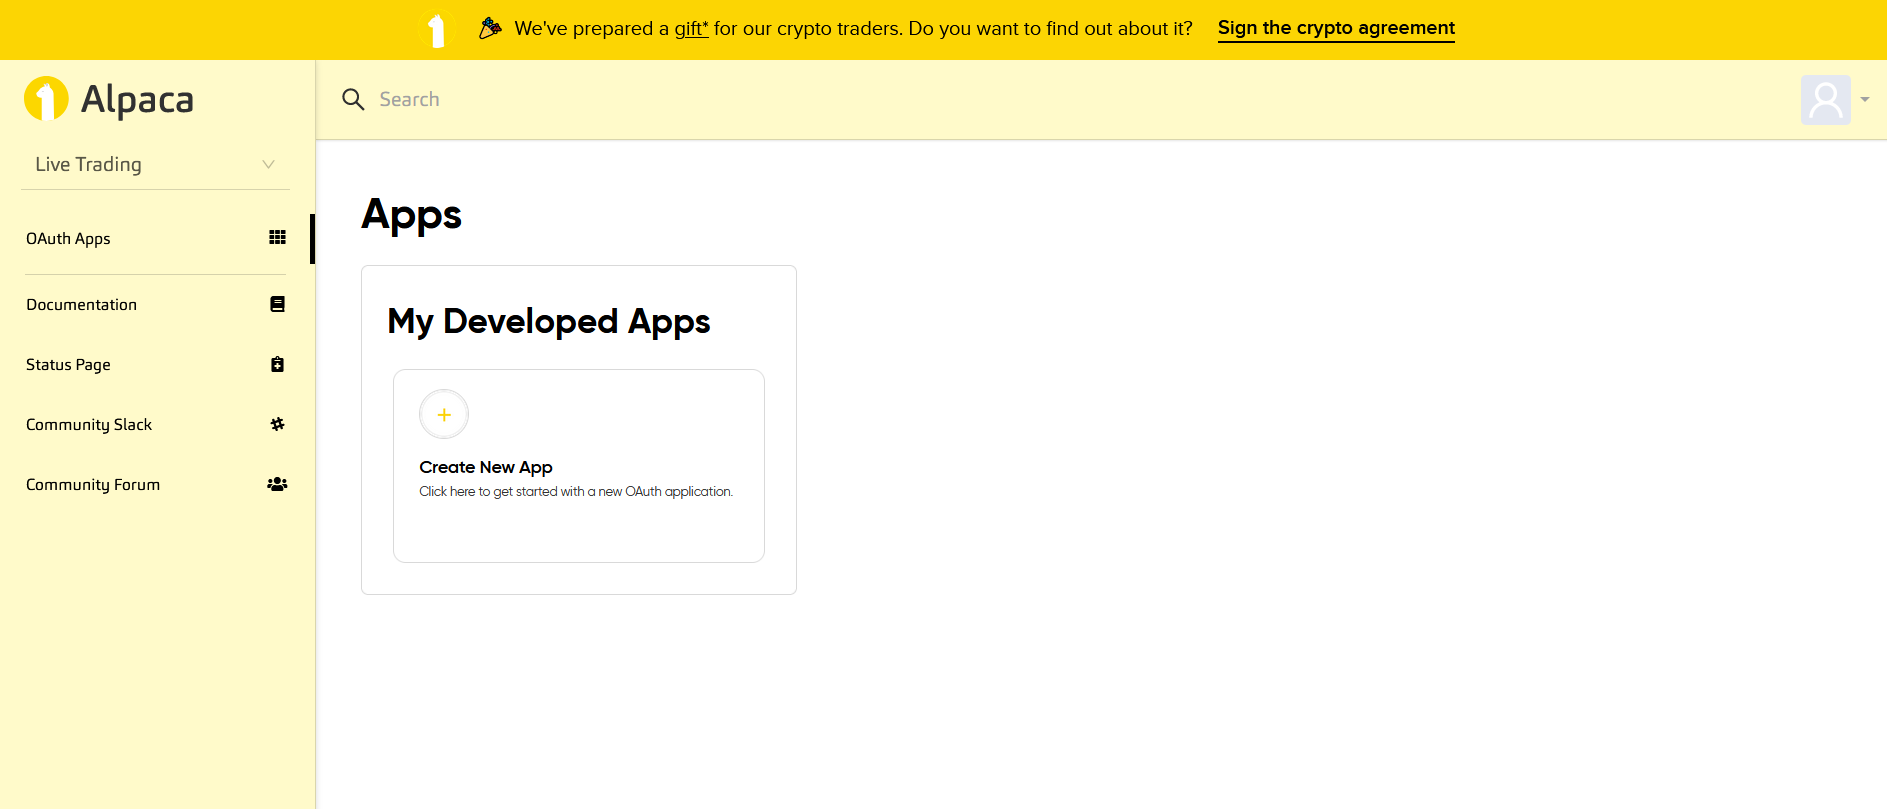 We've prepared a gift* for our crypto traders. Do you want to find out about it? Sign the crypto agreement
Alpaca
Search
Live Trading
OAuth Apps
Documentation
Status Page
Community Slack
Community Forum
Apps
My Developed Apps
+
Create New App
Click here to get started with a new OAuth application.